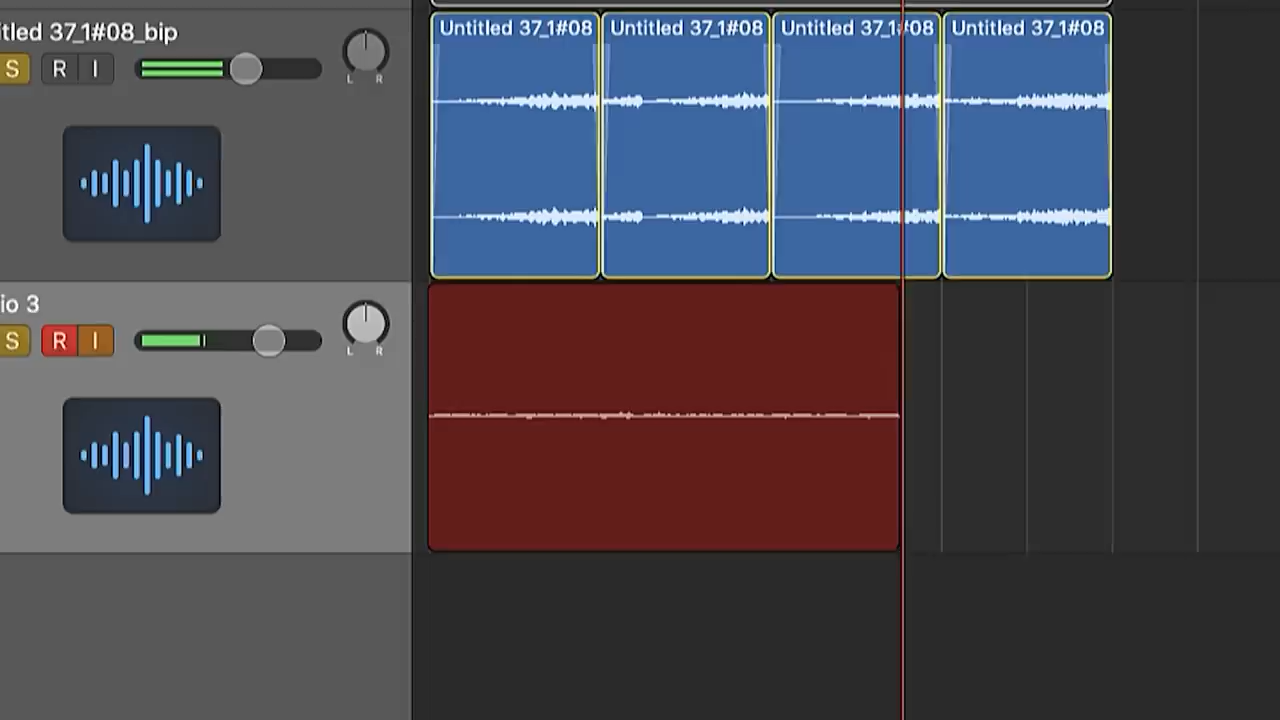 itled 37_1#08_bip
S R I
L R
Untitled 37_1#08
Untitled 37_1#08
Untitled 37_1#08
Untitled 37_1#08
io 3
S R I
L R